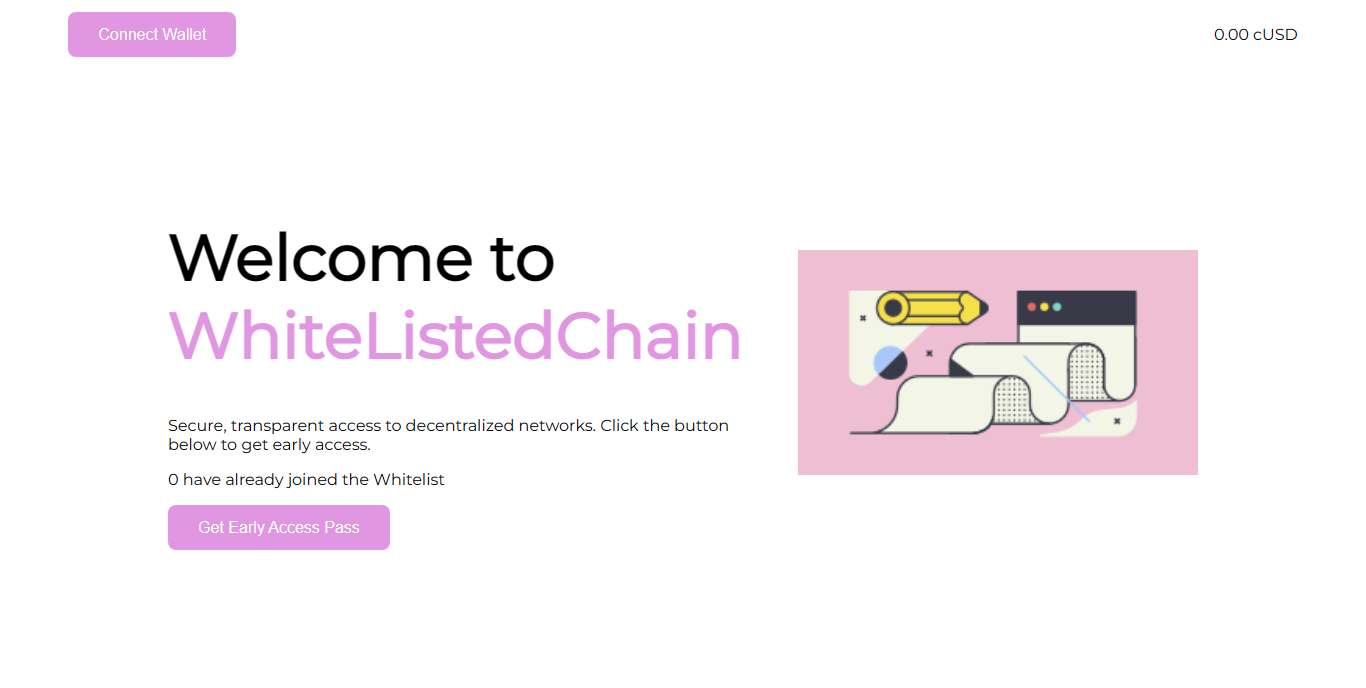 Connect Wallet
0.00 cUSD
Welcome to
WhiteListedChain
Secure, transparent access to decentralized networks. Click the button
below to get early access.
0 have already joined the Whitelist
Get Early Access Pass